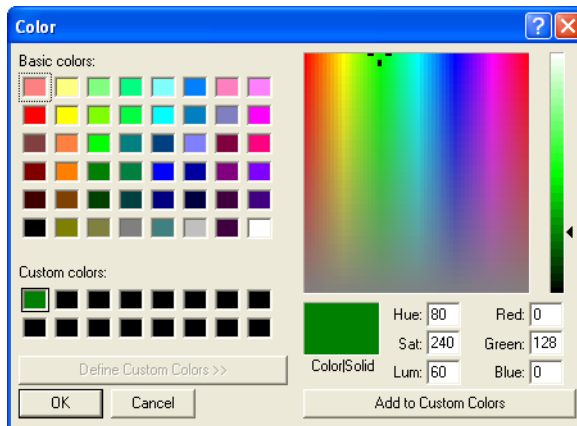 Color
Basic colors:
Custom colors:
Define Custom Colors >>
OK Cancel
Hue: 80 Red: 0
Sat: 240 Green: 128
Color|Solid
Lum: 60 Blue: 0
Add to Custom Colors